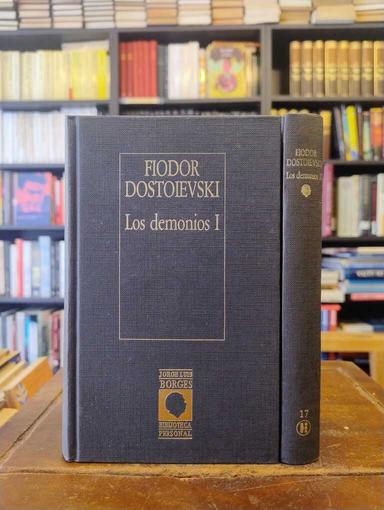 FIODOR
DOSTOIEVSKI
Los demonios I
JORGE LUIS
BORGES
BIBLIOTECA
PERSONAL
FIODOR
DOSTOIEVSKI
Los demonios I
17